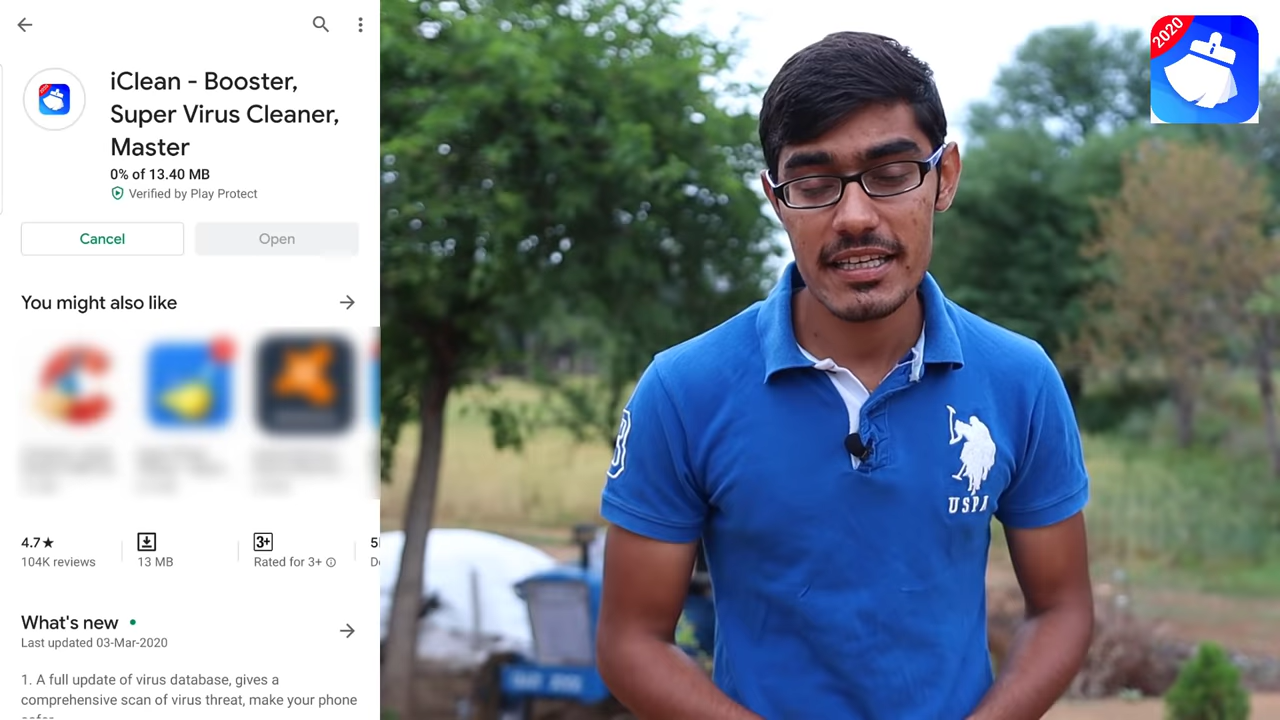 iClean - Booster,
Super Virus Cleaner,
Master
0% of 13.40 MB
Verified by Play Protect
Cancel
Open
You might also like
4.7★
104K reviews
13 MB
3+
Rated for 3+
What's new
Last updated 03-Mar-2020
1. A full update of virus database, gives a
comprehensive scan of virus threat, make your phone
2020
3
USPA